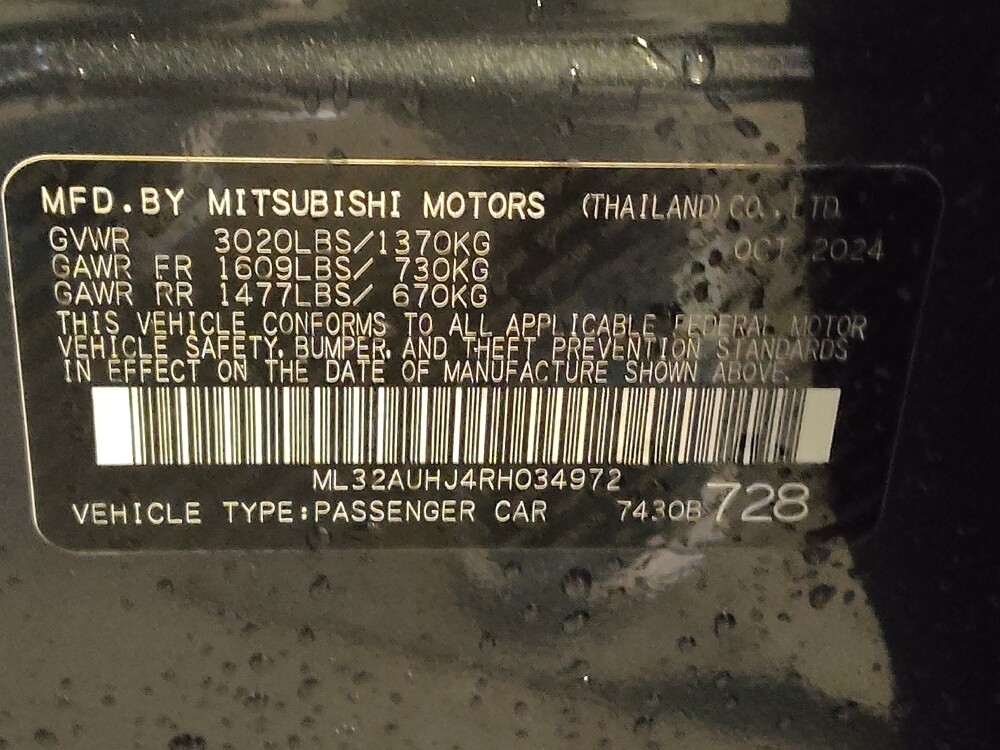 MFD.BY MITSUBISHI MOTORS (THAILAND) CO., LTD.
GVWR 3020LBS/1370KG OCT 2024
GAWR FR 1609LBS/ 730KG
GAWR RR 1477LBS/ 670KG
THIS VEHICLE CONFORMS TO ALL APPLICABLE FEDERAL MOTOR
VEHICLE SAFETY, BUMPER, AND THEFT PREVENTION STANDARDS
IN EFFECT ON THE DATE OF MANUFACTURE SHOWN ABOVE.
ML32AUHJ4RH034972
VEHICLE TYPE:PASSENGER CAR 7430B 728